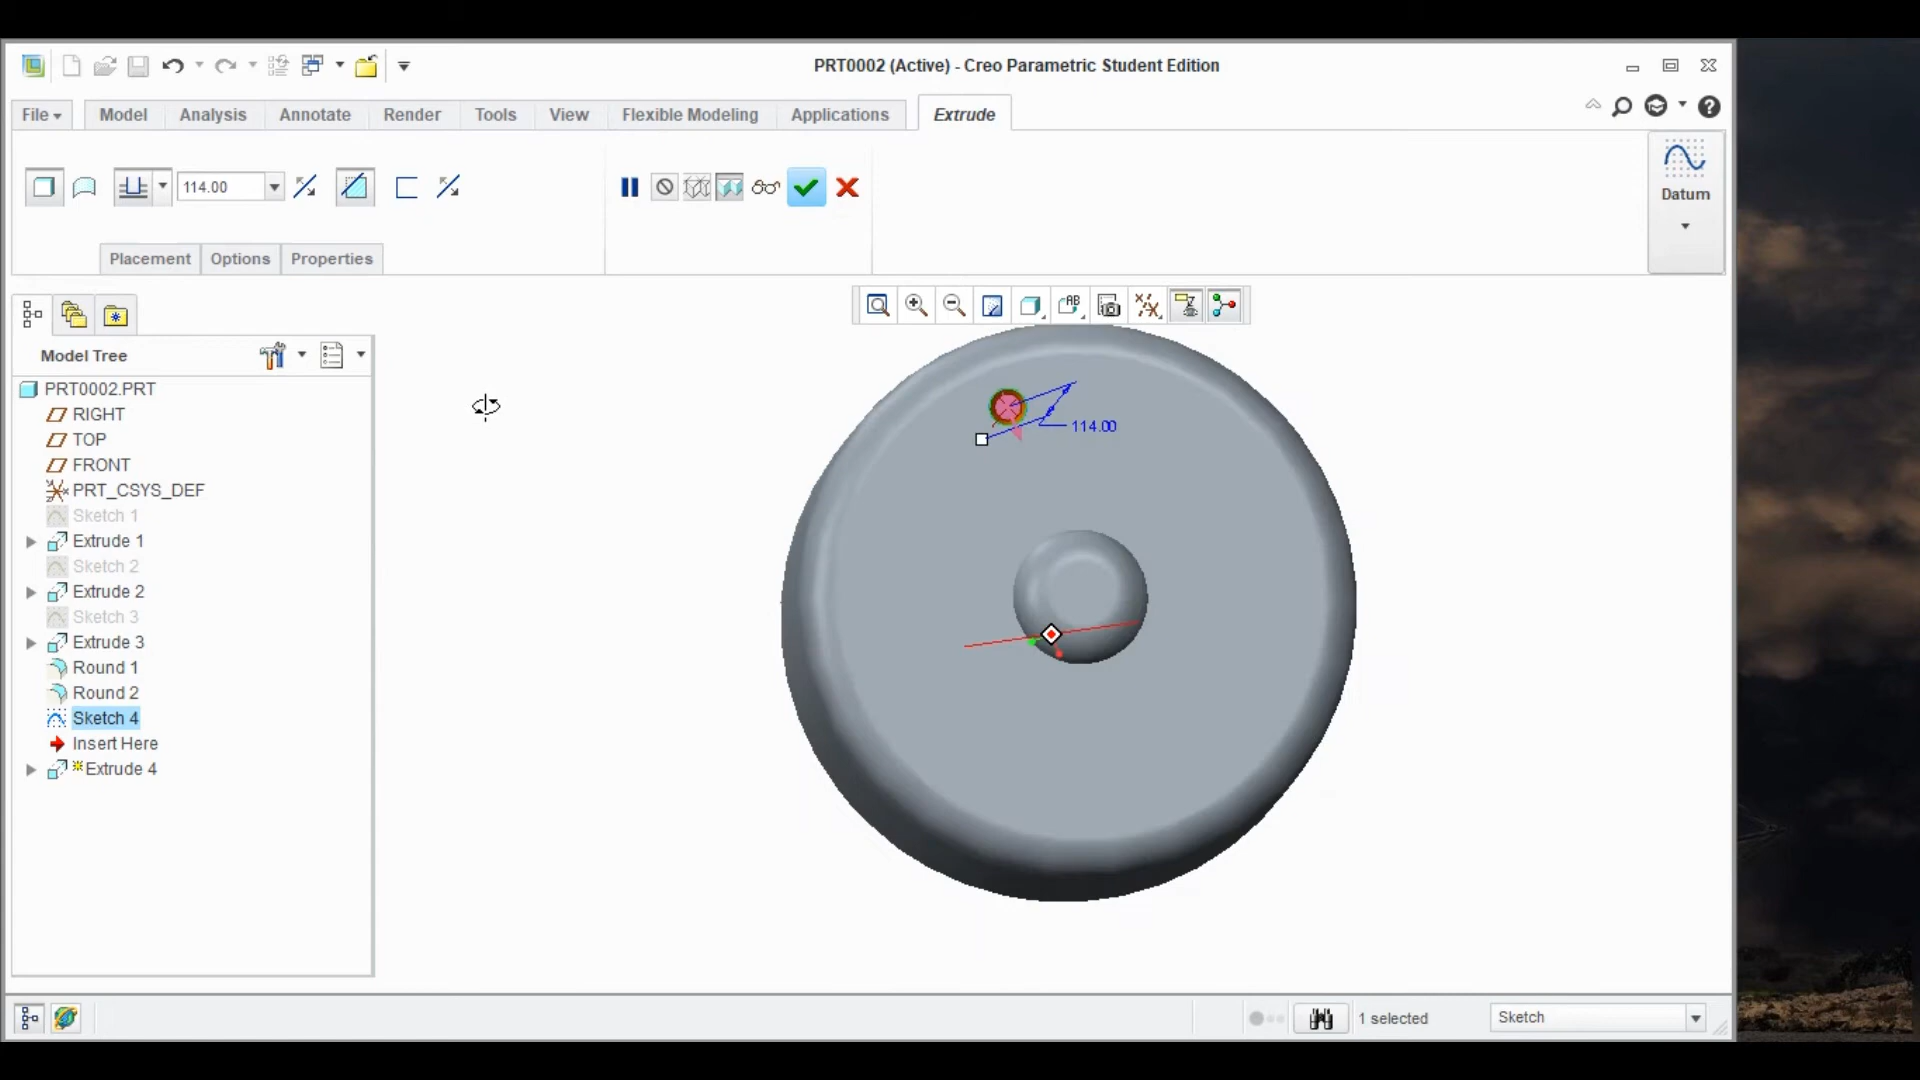 PRT0002 (Active) - Creo Parametric Student Edition
File Model Analysis Annotate Render Tools View Flexible Modeling Applications Extrude
114.00
Datum
Placement Options Properties
AB
Model Tree
PRT0002.PRT
RIGHT
TOP
FRONT
PRT_CSYS_DEF
Sketch 1
Extrude 1
Sketch 2
Extrude 2
Sketch 3
Extrude 3
Round 1
Round 2
Sketch 4
Insert Here
Extrude 4
114.00
1 selected
Sketch